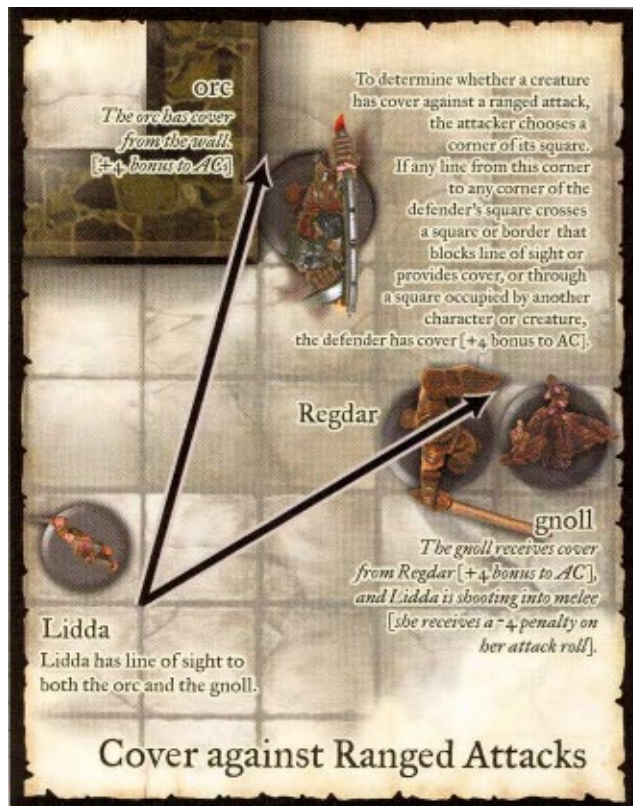 orc
The orc has cover
from the wall.
[+4 bonus to AC]
To determine whether a creature
has cover against a ranged attack,
the attacker chooses a
corner of its square.
If any line from this corner
to any corner of the
defender's square crosses
a square or border that
blocks line of sight or
provides cover, or through
a square occupied by another
character or creature,
the defender has cover [+4 bonus to AC].
Regdar
gnoll
The gnoll receives cover
from Regdar [+4 bonus to AC],
and Lidda is shooting into melee
[she receives a -4 penalty on
her attack roll].
Lidda
Lidda has line of sight to
both the orc and the gnoll.
Cover against Ranged Attacks